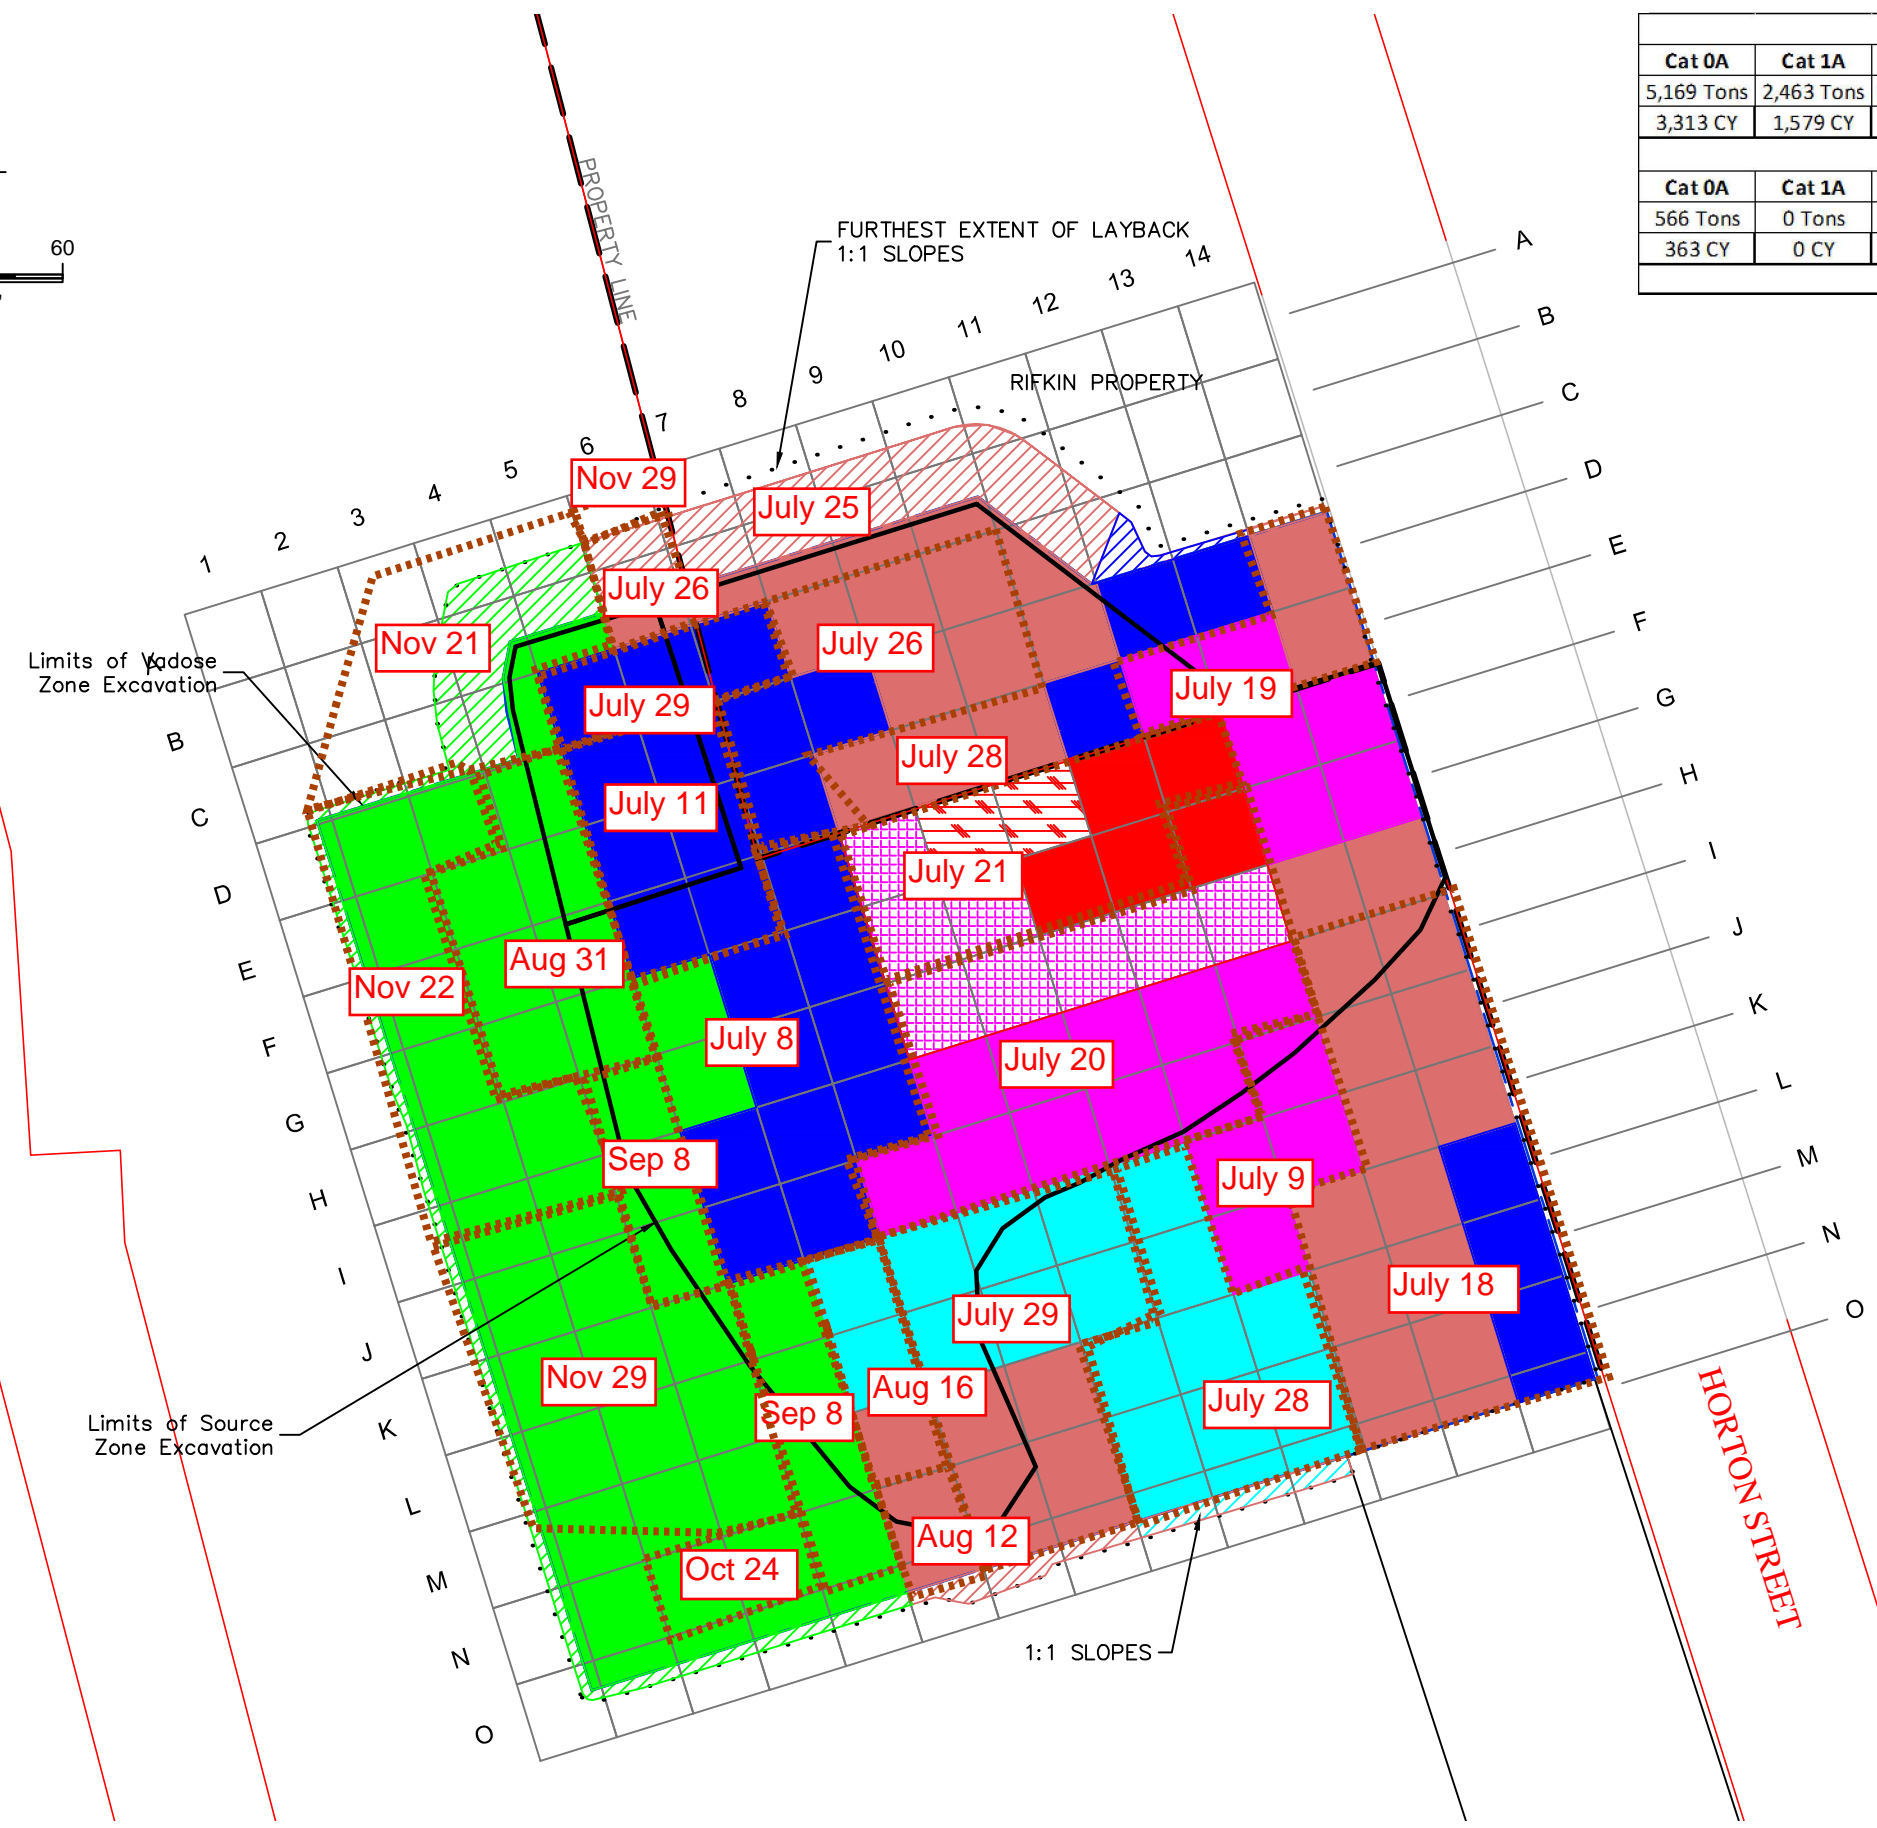 Cat 0A Cat 1A
5,169 Tons 2,463 Tons
3,313 CY 1,579 CY
Cat 0A Cat 1A
566 Tons 0 Tons
363 CY 0 CY
60
PROPERTY LINE
FURTHEST EXTENT OF LAYBACK
1:1 SLOPES
RIFKIN PROPERTY
1
2
3
4
5
6
7
8
9
10
11
12
13
14
A
B
C
D
E
F
G
H
I
J
K
L
M
N
O
Nov 29
July 25
July 26
Nov 21
July 26
Limits of Vadose
Zone Excavation
A
B
C
D
E
F
G
H
I
J
K
L
M
N
O
July 29
July 19
July 28
July 11
July 21
Aug 31
Nov 22
July 8
July 20
Sep 8
July 9
July 18
July 29
Nov 29
Aug 16
Sep 8
July 28
Limits of Source
Zone Excavation
Aug 12
Oct 24
1:1 SLOPES
HORTON STREET